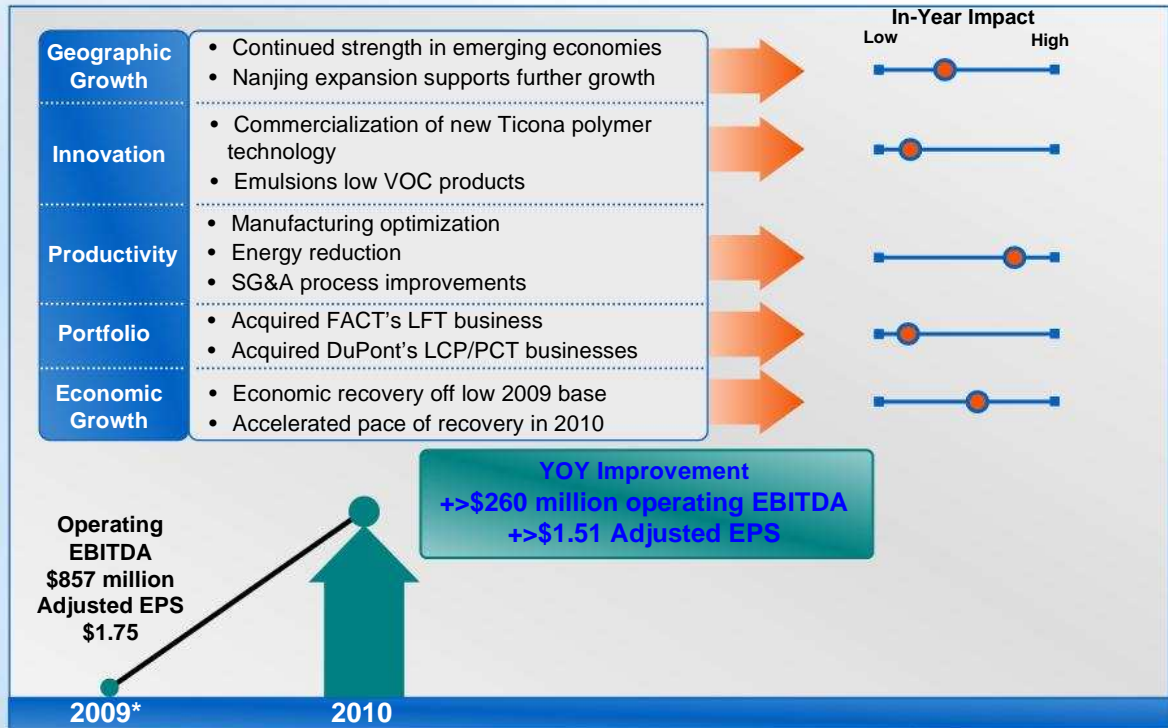 In-Year Impact
Low High
Geographic
Growth
• Continued strength in emerging economies
• Nanjing expansion supports further growth
Innovation
• Commercialization of new Ticona polymer
technology
• Emulsions low VOC products
Productivity
• Manufacturing optimization
• Energy reduction
• SG&A process improvements
Portfolio
• Acquired FACT’s LFT business
• Acquired DuPont’s LCP/PCT businesses
Economic
Growth
• Economic recovery off low 2009 base
• Accelerated pace of recovery in 2010
YOY Improvement
+>$260 million operating EBITDA
+>$1.51 Adjusted EPS
Operating
EBITDA
$857 million
Adjusted EPS
$1.75
2009* 2010